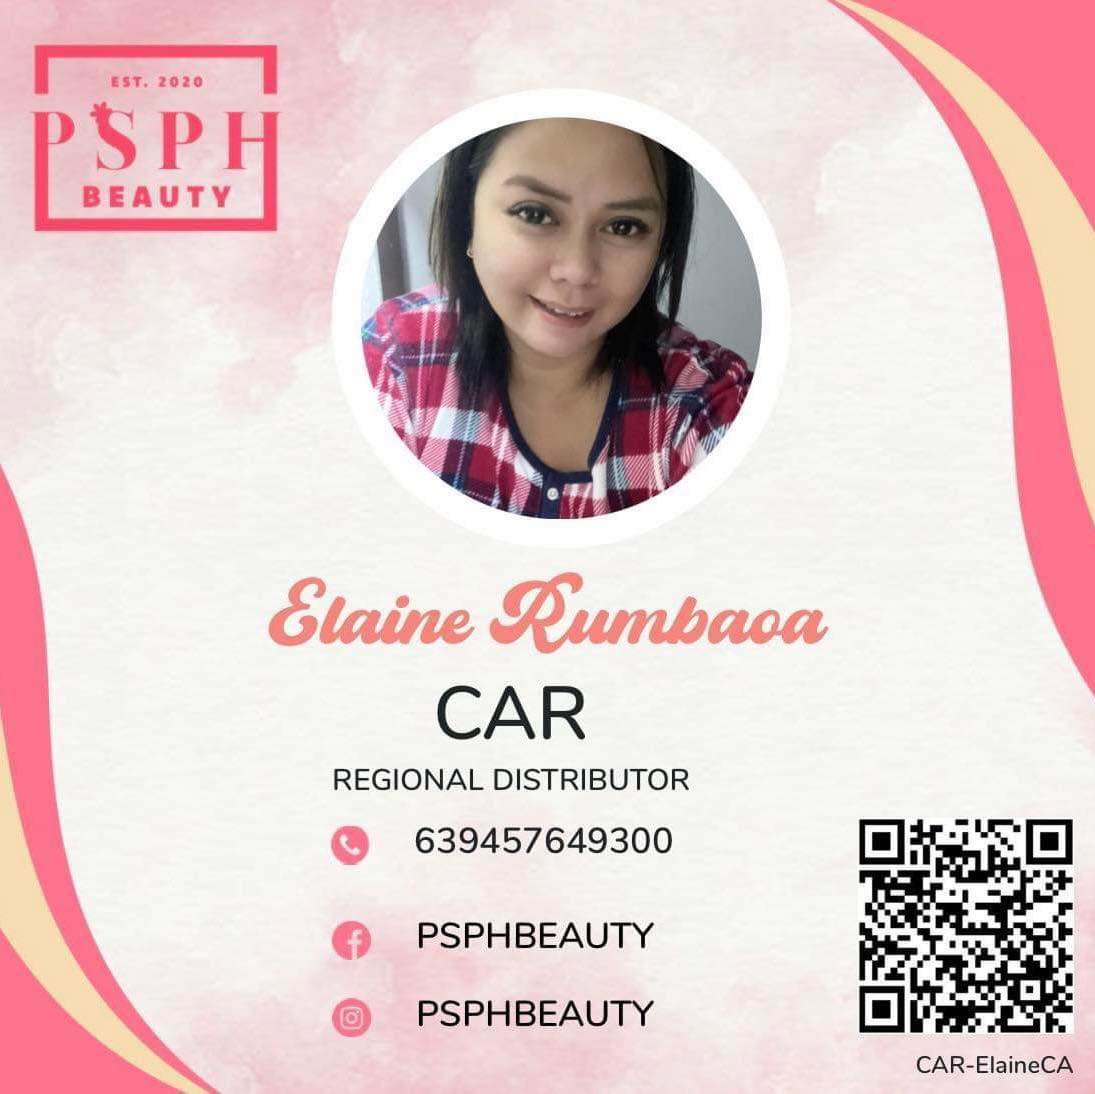 EST. 2020
PSPH
BEAUTY
Elaine Rumbaoa
CAR
REGIONAL DISTRIBUTOR
639457649300
PSPHBEAUTY
PSPHBEAUTY
CAR-ElaineCA